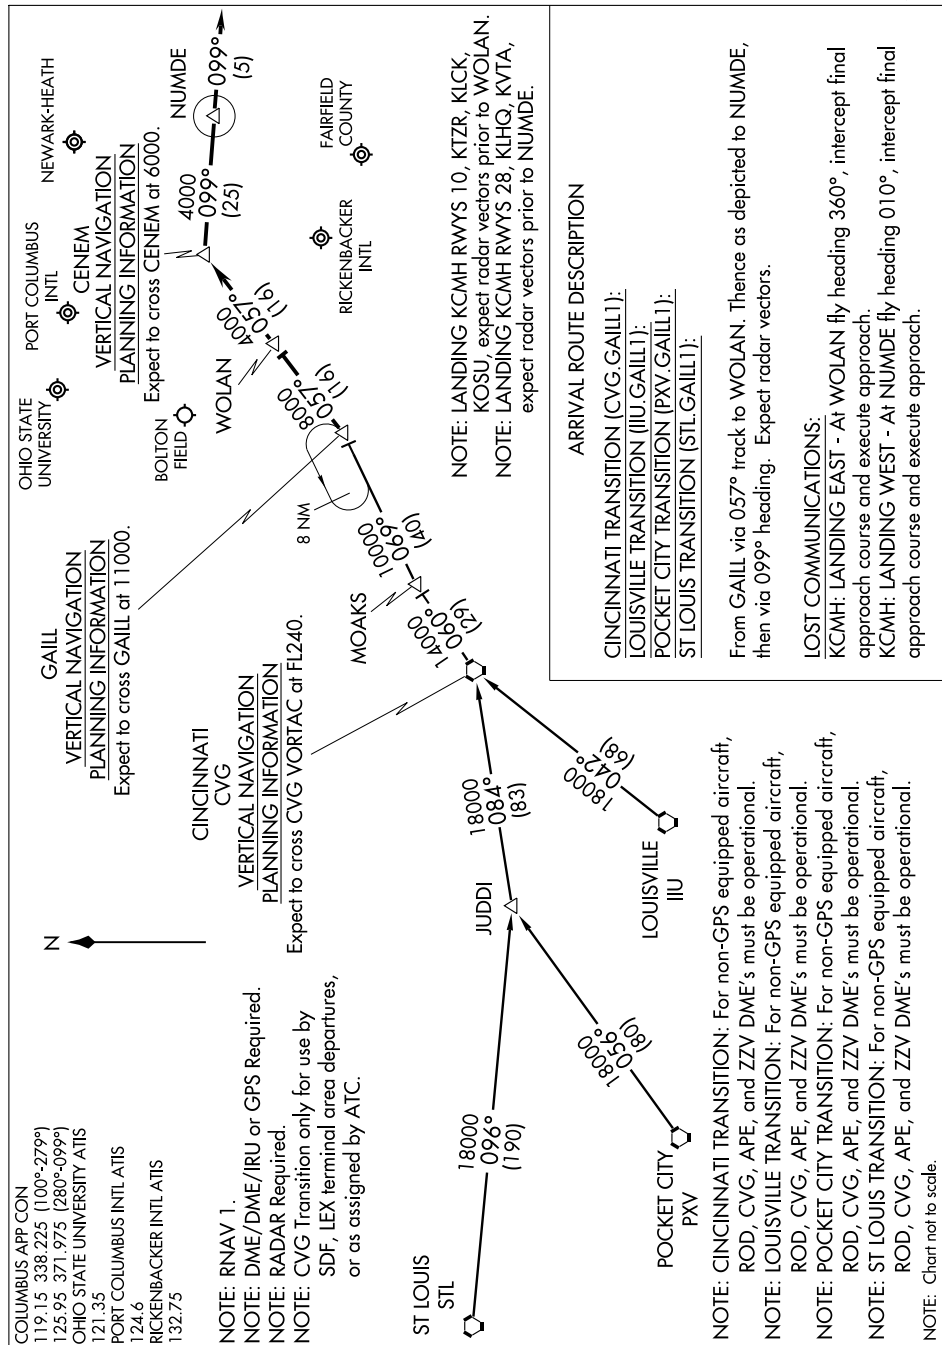 COLUMBUS APP CON
119.15 338.225 (100°-279°)
125.95 371.975 (280°-099°)
OHIO STATE UNIVERSITY ATIS
121.35
PORT COLUMBUS INTL ATIS
124.6
RICKENBACKER INTL ATIS
132.75
NOTE: RNAV 1.
NOTE: DME/DME/IRU or GPS Required.
NOTE: RADAR Required.
NOTE: CVG Transition only for use by
SDF, LEX terminal area departures,
or as assigned by ATC.
N
ST LOUIS
STL
18000
096°
(190)
POCKET CITY
PXV
18000
056°
(80)
JUDDI
18000
084°
(83)
LOUISVILLE
IIU
18000
042°
(68)
CINCINNATI
CVG
VERTICAL NAVIGATION
PLANNING INFORMATION
Expect to cross CVG VORTAC at FL240.
14000
060°
(29)
MOAKS
10000
069°
(40)
8 NM
GAILL
VERTICAL NAVIGATION
PLANNING INFORMATION
Expect to cross GAILL at 11000.
8000
057°
(16)
WOLAN
4000
057°
(16)
CENEM
VERTICAL NAVIGATION
PLANNING INFORMATION
Expect to cross CENEM at 6000.
4000
099°
(25)
NUMDE
099°
(5)
OHIO STATE
UNIVERSITY
PORT COLUMBUS
INTL
NEWARK-HEATH
BOLTON
FIELD
RICKENBACKER
INTL
FAIRFIELD
COUNTY
NOTE: LANDING KCMH RWYS 10, KTZR, KLCK,
KOSU, expect radar vectors prior to WOLAN.
NOTE: LANDING KCMH RWYS 28, KLHQ, KVTA,
expect radar vectors prior to NUMDE.
ARRIVAL ROUTE DESCRIPTION
CINCINNATI TRANSITION (CVG.GAILL1):
LOUISVILLE TRANSITION (IIU.GAILL1):
POCKET CITY TRANSITION (PXV.GAILL1):
ST LOUIS TRANSITION (STL.GAILL1):
From GAILL via 057° track to WOLAN. Thence as depicted to NUMDE,
then via 099° heading. Expect radar vectors.
LOST COMMUNICATIONS:
KCMH: LANDING EAST - At WOLAN fly heading 360°, intercept final
approach course and execute approach.
KCMH: LANDING WEST - At NUMDE fly heading 010°, intercept final
approach course and execute approach.
NOTE: CINCINNATI TRANSITION: For non-GPS equipped aircraft,
ROD, CVG, APE, and ZZV DME's must be operational.
NOTE: LOUISVILLE TRANSITION: For non-GPS equipped aircraft,
ROD, CVG, APE, and ZZV DME's must be operational.
NOTE: POCKET CITY TRANSITION: For non-GPS equipped aircraft,
ROD, CVG, APE, and ZZV DME's must be operational.
NOTE: ST LOUIS TRANSITION: For non-GPS equipped aircraft,
ROD, CVG, APE, and ZZV DME's must be operational.
NOTE: Chart not to scale.